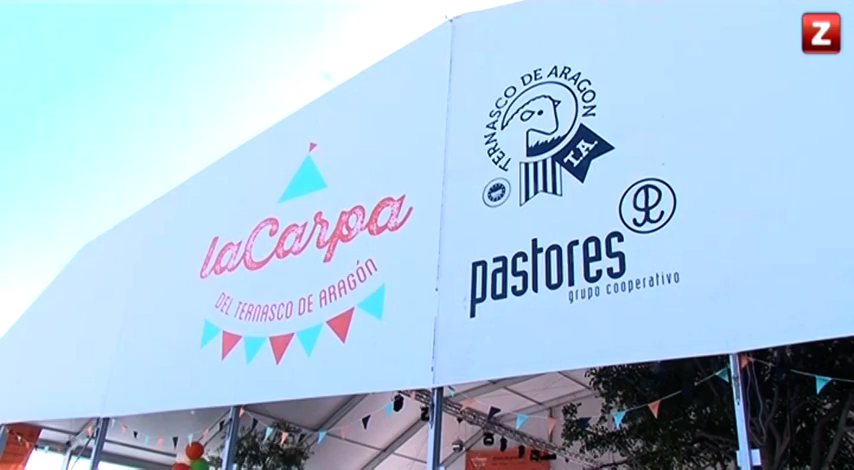 Z
TERNASCO DE ARAGON
T.A.
laCarpa
DEL TERNASCO DE ARAGÓN
pastores
grupo cooperativo